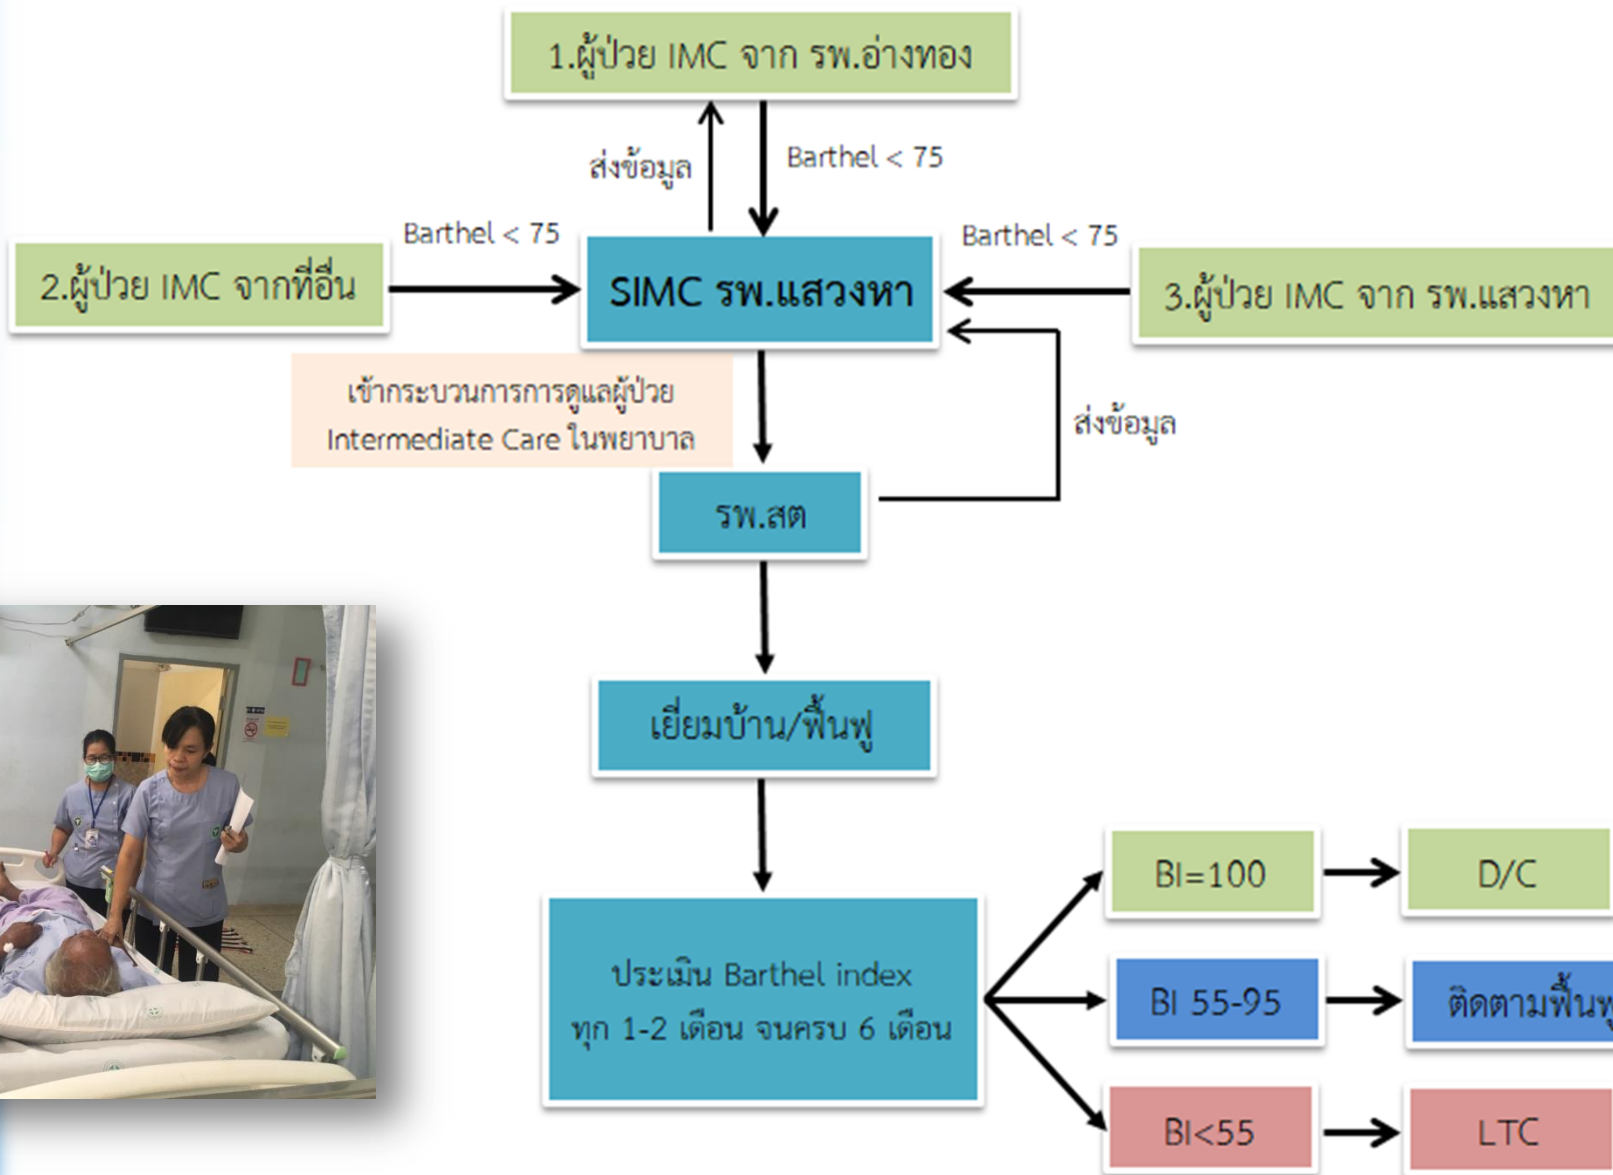 1.ผู้ป่วย IMC จาก รพ.อ่างทอง
ส่งข้อมูล
Barthel < 75
Barthel < 75
Barthel < 75
2.ผู้ป่วย IMC จากที่อื่น
SIMC รพ.แสวงหา
3.ผู้ป่วย IMC จาก รพ.แสวงหา
เข้ากระบวนการการดูแลผู้ป่วย
Intermediate Care ในพยาบาล
ส่งข้อมูล
รพ.สต
เยี่ยมบ้าน/ฟื้นฟู
ประเมิน Barthel index
ทุก 1-2 เดือน จนครบ 6 เดือน
BI=100
D/C
BI 55-95
ติดตามฟื้นฟู
BI<55
LTC